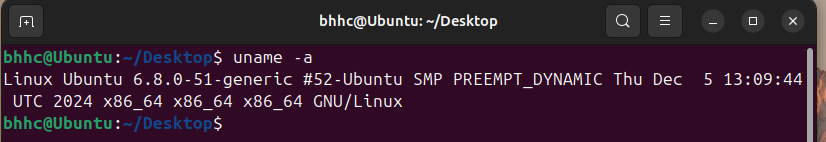 bhhc@Ubuntu:~/Desktop
bhhc@Ubuntu:~/Desktop$ uname -a
Linux Ubuntu 6.8.0-51-generic #52-Ubuntu SMP PREEMPT_DYNAMIC Thu Dec  5 13:09:44
 UTC 2024 x86_64 x86_64 x86_64 GNU/Linux
bhhc@Ubuntu:~/Desktop$